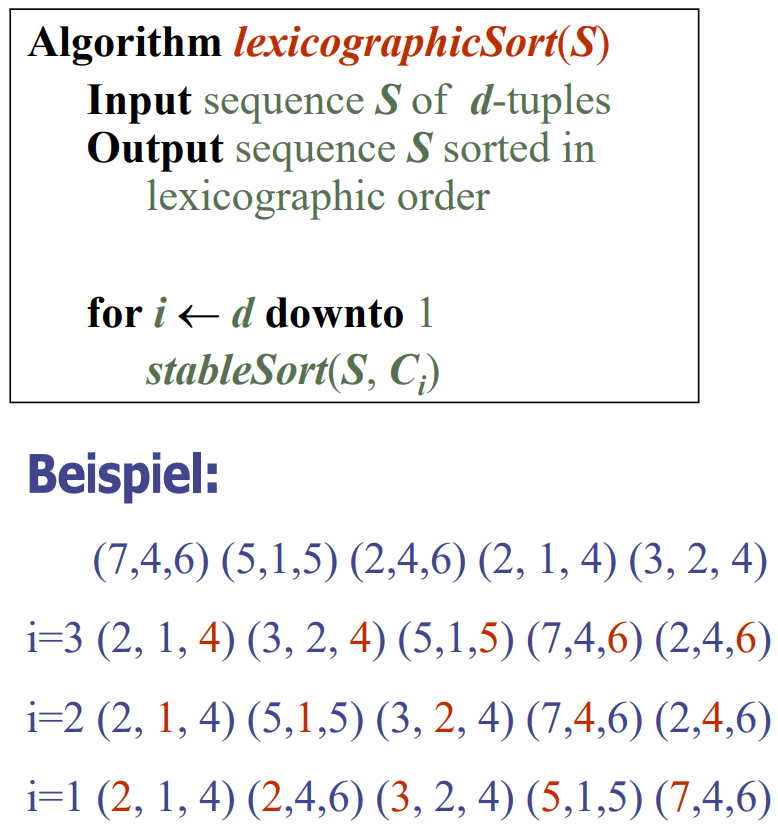 Algorithm lexicographicSort(S)
Input sequence S of d-tuples
Output sequence S sorted in
lexicographic order
for i ← d downto 1
stableSort(S, Cᵢ)
Beispiel:
(7,4,6) (5,1,5) (2,4,6) (2, 1, 4) (3, 2, 4)
i=3 (2, 1, 4) (3, 2, 4) (5,1,5) (7,4,6) (2,4,6)
i=2 (2, 1, 4) (5,1,5) (3, 2, 4) (7,4,6) (2,4,6)
i=1 (2, 1, 4) (2,4,6) (3, 2, 4) (5,1,5) (7,4,6)